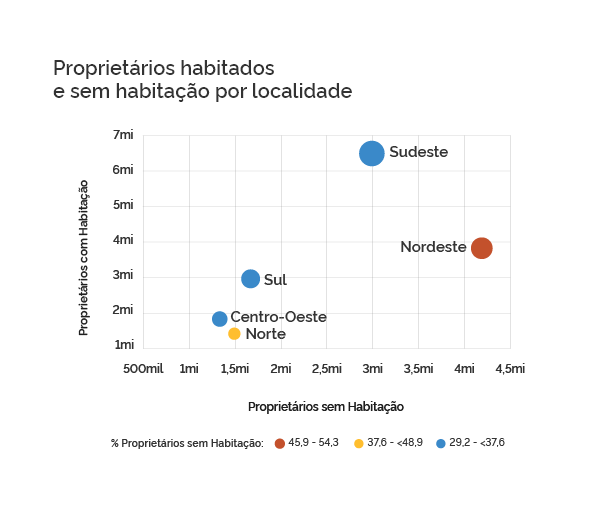 Proprietários habitados
e sem habitação por localidade
Proprietários com Habitação
7mi
6mi
5mi
4mi
3mi
2mi
1mi
Sudeste
Nordeste
Sul
Centro-Oeste
Norte
500mil 1mi 1,5mi 2mi 2,5mi 3mi 3,5mi 4mi 4,5mi
Proprietários sem Habitação
% Proprietários sem Habitação: 45,9 - 54,3 37,6 - <48,9 29,2 - <37,6